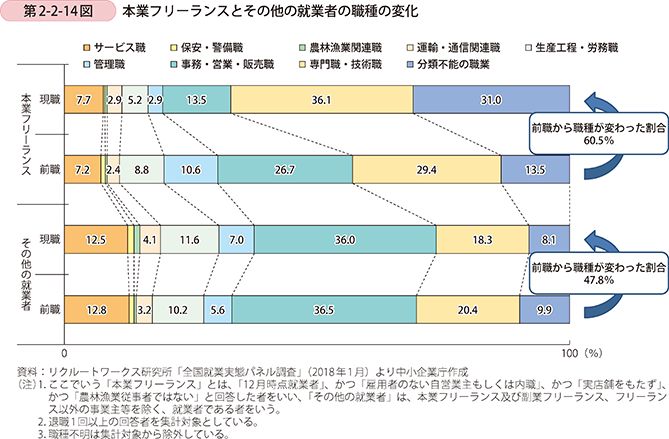 第2-2-14図 本業フリーランスとその他の就業者の職種の変化
サービス職 保安・警備職 農林漁業関連職 運輸・通信関連職 生産工程・労務職
管理職 事務・営業・販売職 専門職・技術職 分類不能の職業
本業フリーランス
現職 7.7 2.9 5.2 2.9 13.5 36.1 31.0
前職から職種が変わった割合
60.5%
前職 7.2 2.4 8.8 10.6 26.7 29.4 13.5
その他の就業者
現職 12.5 4.1 11.6 7.0 36.0 18.3 8.1
前職から職種が変わった割合
47.8%
前職 12.8 3.2 10.2 5.6 36.5 20.4 9.9
0 100 (%)
資料：リクルートワークス研究所「全国就業実態パネル調査」（2018年1月）より中小企業庁作成
（注）1. ここでいう「本業フリーランス」とは、「12月時点就業者」、かつ「雇用者のない自営業主もしくは内職」、かつ「実店舗をもたず」、
かつ「農林漁業従事者ではない」と回答した者をいい、「その他の就業者」は、本業フリーランス及び副業フリーランス、フリーラン
ス以外の事業主等を除く、就業者である者をいう。
2. 退職1回以上の回答者を集計対象としている。
3. 職種不明は集計対象から除外している。